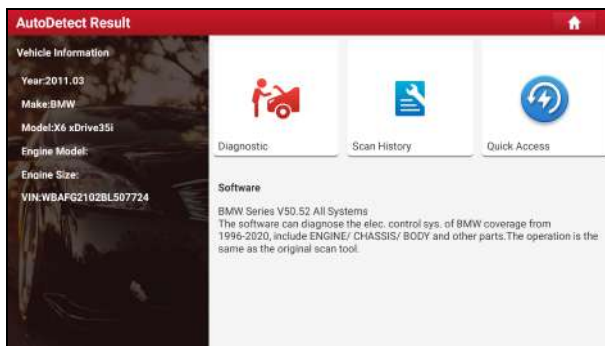 AutoDetect Result
Vehicle Information
Year:2011.03
Make:BMW
Model:X6 xDrive35i
Engine Model:
Engine Size:
VIN:WBAFG2102BL507724
Diagnostic
Scan History
Quick Access
Software
BMW Series V50.52 All Systems
The software can diagnose the elec. control sys. of BMW coverage from
1996-2020, include ENGINE/ CHASSIS/ BODY and other parts.The operation is the
same as the original scan tool.